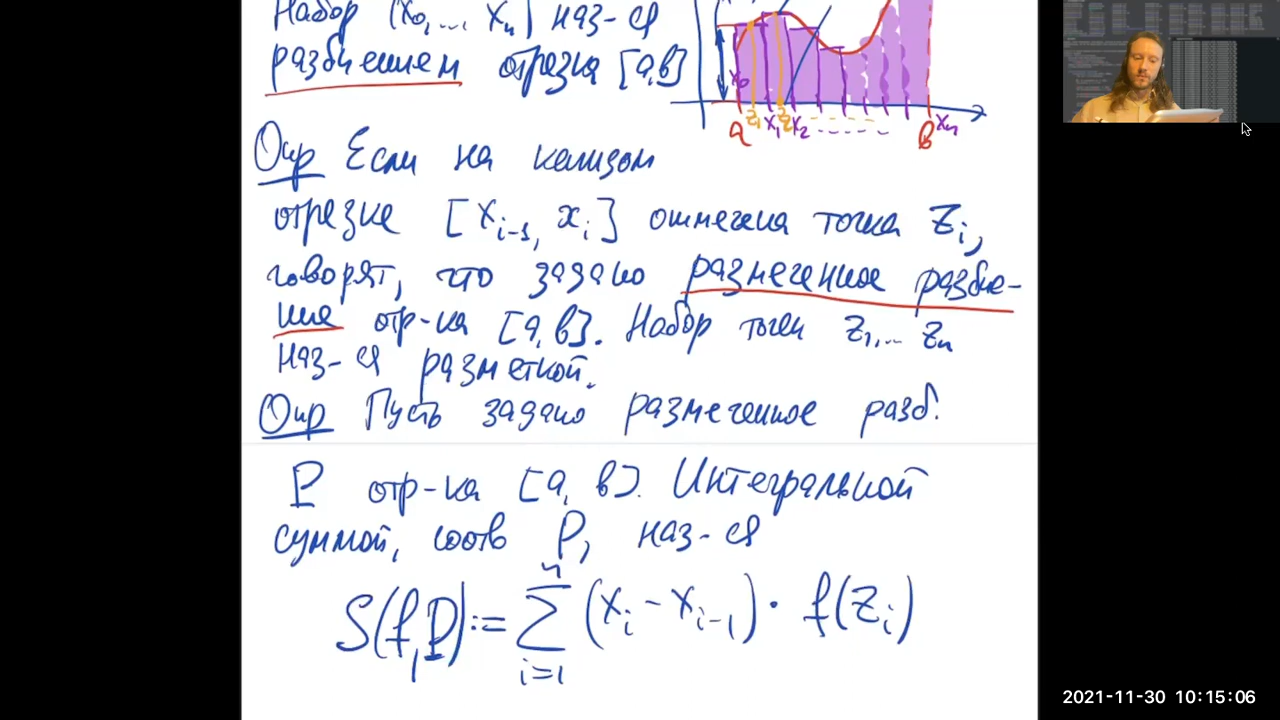 Набор (x₀, ... xₙ) наз-ся
разбиением отрезка [a, b]
x₀ z₁ x₁ z₂ x₂
a b xₙ
Опр Если на каждом
отрезке [xᵢ₋₁, xᵢ] отмечена точка zᵢ,
говорят, что задано размеченное разбие-
ние отр-ка [a, b]. Набор точек z₁, ... zₙ
наз-ся разметкой.
Опр Пусть задано размеченное разб.
P отр-ка [a, b]. Интегральной
суммой, соотв P, наз-ся
S(f, P) := ∑ᵢ₌₁ⁿ (xᵢ - xᵢ₋₁) · f(zᵢ)
2021-11-30 10:15:06